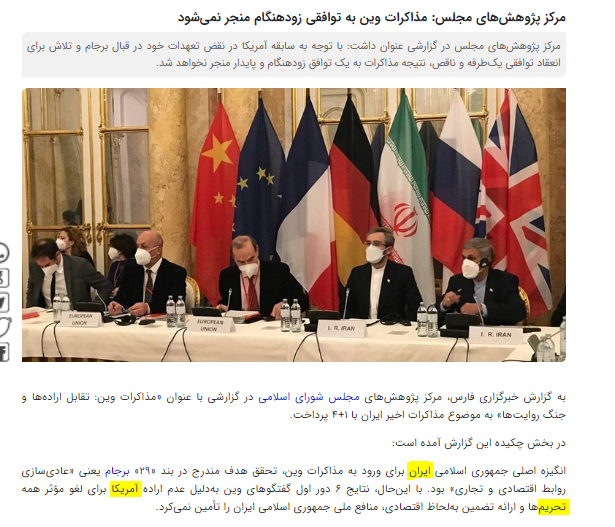 مرکز پژوهش‌های مجلس: مذاکرات وین به توافقی زودهنگام منجر نمی‌شود
مرکز پژوهش‌های مجلس در گزارشی عنوان داشت: با توجه به سابقه آمریکا در نقض تعهدات خود در قبال برجام و تلاش برای
انعقاد توافقی یک‌طرفه و ناقص، نتیجه مذاکرات به یک توافق زودهنگام و پایدار منجر نخواهد شد.
EUROPEAN UNION
EUROPEAN UNION
I. R. IRAN
I. R. IRAN
به گزارش خبرگزاری فارس، مرکز پژوهش‌های مجلس شورای اسلامی در گزارشی با عنوان «مذاکرات وین: تقابل اراده‌ها و
جنگ روایت‌ها» به موضوع مذاکرات اخیر ایران با ۱+۴ پرداخت.
در بخش چکیده این گزارش آمده است:
انگیزه اصلی جمهوری اسلامی ایران برای ورود به مذاکرات وین، تحقق هدف مندرج در بند «۲۹» برجام یعنی «عادی‌سازی
روابط اقتصادی و تجاری» بود. با این‌حال، نتایج ۶ دور اول گفتگوهای وین به‌دلیل عدم اراده آمریکا برای لغو مؤثر همه
تحریم‌ها و ارائه تضمین به‌لحاظ اقتصادی، منافع ملی جمهوری اسلامی ایران را تأمین نمی‌کرد.